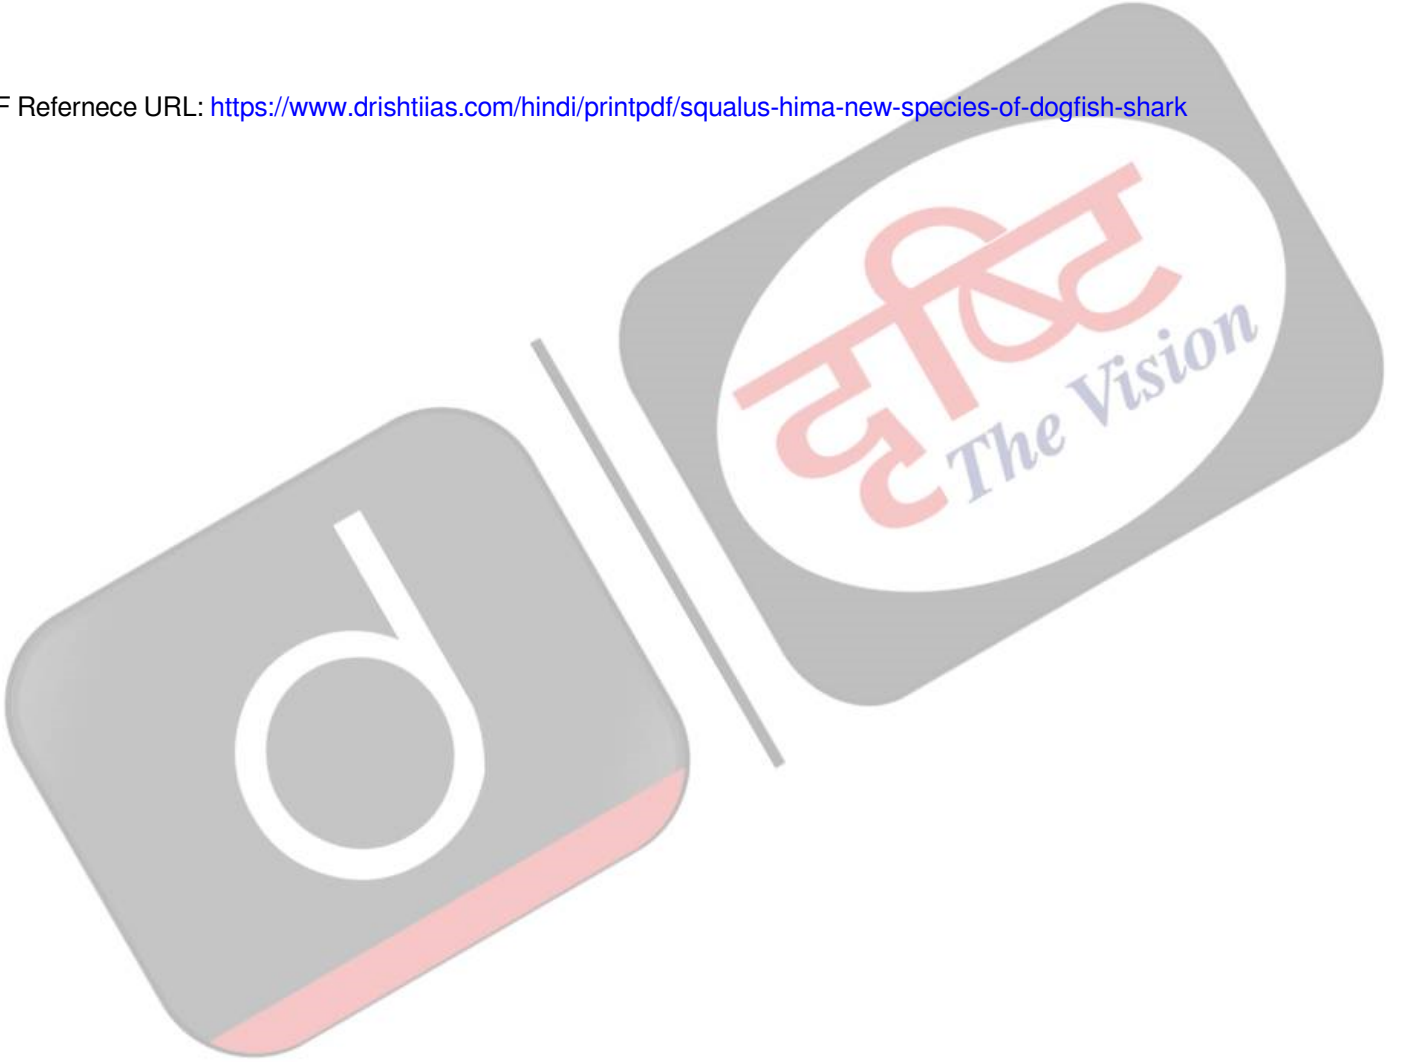 F Refernece URL: https://www.drishtiias.com/hindi/printpdf/squalus-hima-new-species-of-dogfish-shark
दृष्टि
The Vision
d